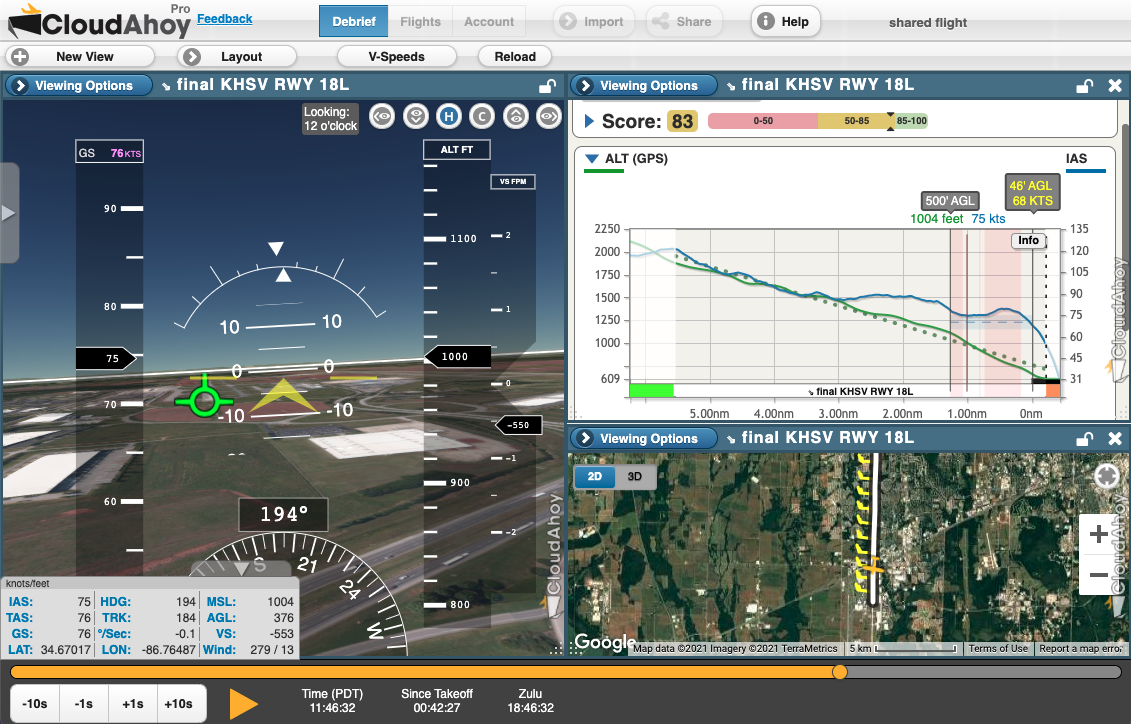 CloudAhoy Pro
Feedback
Debrief Flights Account Import Share Help shared flight
New View Layout V-Speeds Reload
Viewing Options final KHSV RWY 18L
Looking:
12 o'clock
H C
GS 76KTS
ALT FT
VS FPM
90
80
75
70
60
1100
1000
900
800
2
1
0
-550
-1
-2
10 10
0 0
-10 -10
194°
S 21 24 W
CloudAhoy
knots/feet
IAS: 75 HDG: 194 MSL: 1004
TAS: 76 TRK: 184 AGL: 376
GS: 76 °/Sec: -0.1 VS: -553
LAT: 34.67017 LON: -86.76487 Wind: 279 / 13
Viewing Options final KHSV RWY 18L
Score: 83 0-50 50-85 85-100
ALT (GPS) IAS
46' AGL
68 KTS
500' AGL
1004 feet 75 kts
Info
2250 135
2000 120
1750 105
1500 90
1250 75
1000 60
45
609 31
final KHSV RWY 18L
5.00nm 4.00nm 3.00nm 2.00nm 1.00nm 0nm
CloudAhoy
Viewing Options final KHSV RWY 18L
2D 3D
+
−
CloudAhoy
Google
Map data ©2021 Imagery ©2021 TerraMetrics 5 km Terms of Use Report a map error
-10s -1s +1s +10s
Time (PDT) Since Takeoff Zulu
11:46:32 00:42:27 18:46:32